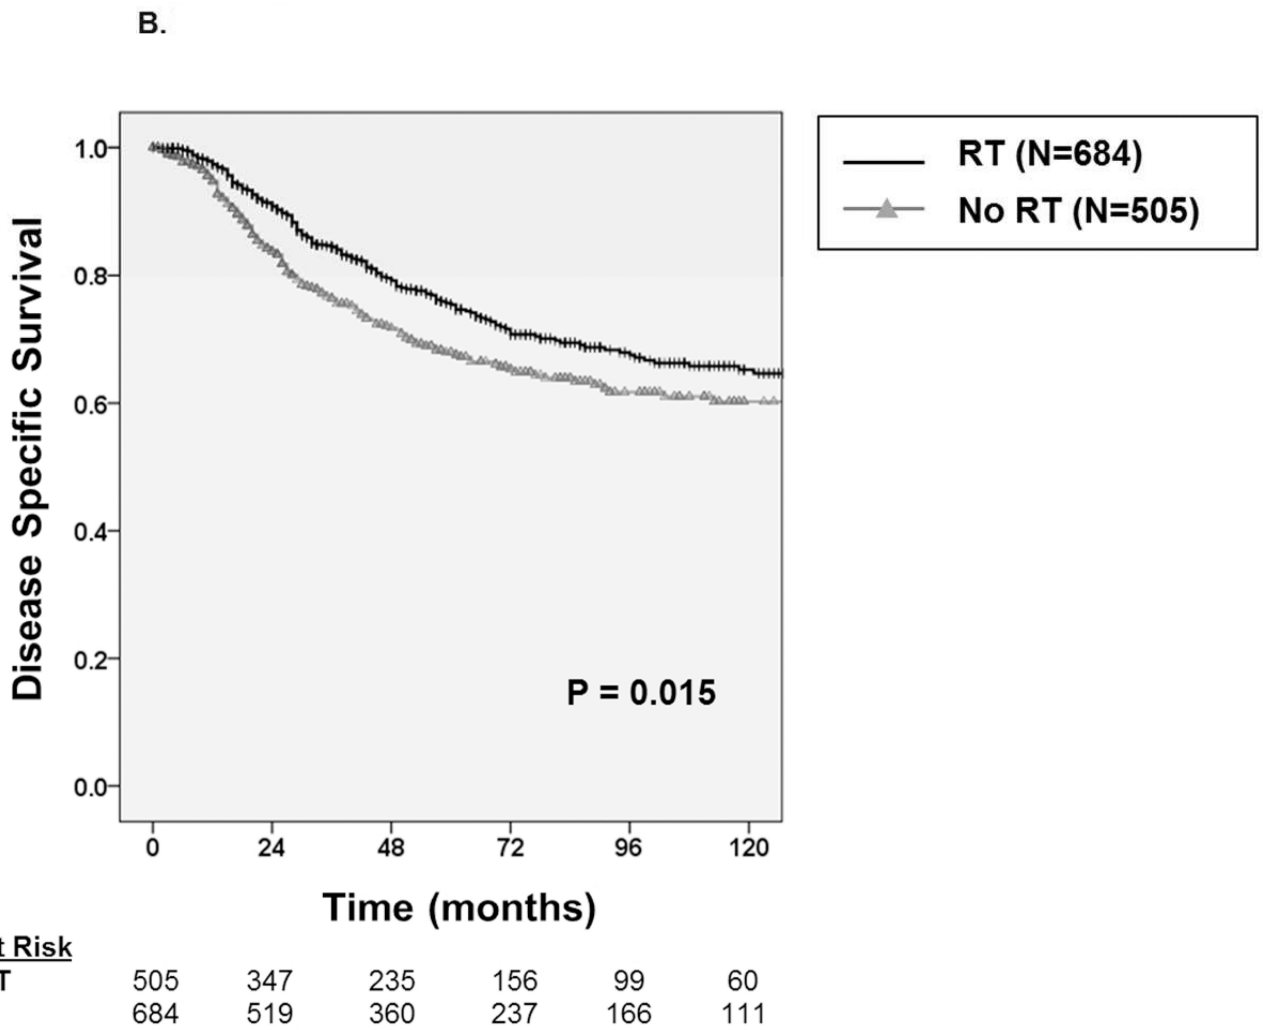 B.
Disease Specific Survival
1.0
0.8
0.6
0.4
0.2
0.0
RT (N=684)
No RT (N=505)
P = 0.015
0 24 48 72 96 120
Time (months)
t Risk
T 505 347 235 156 99 60
684 519 360 237 166 111